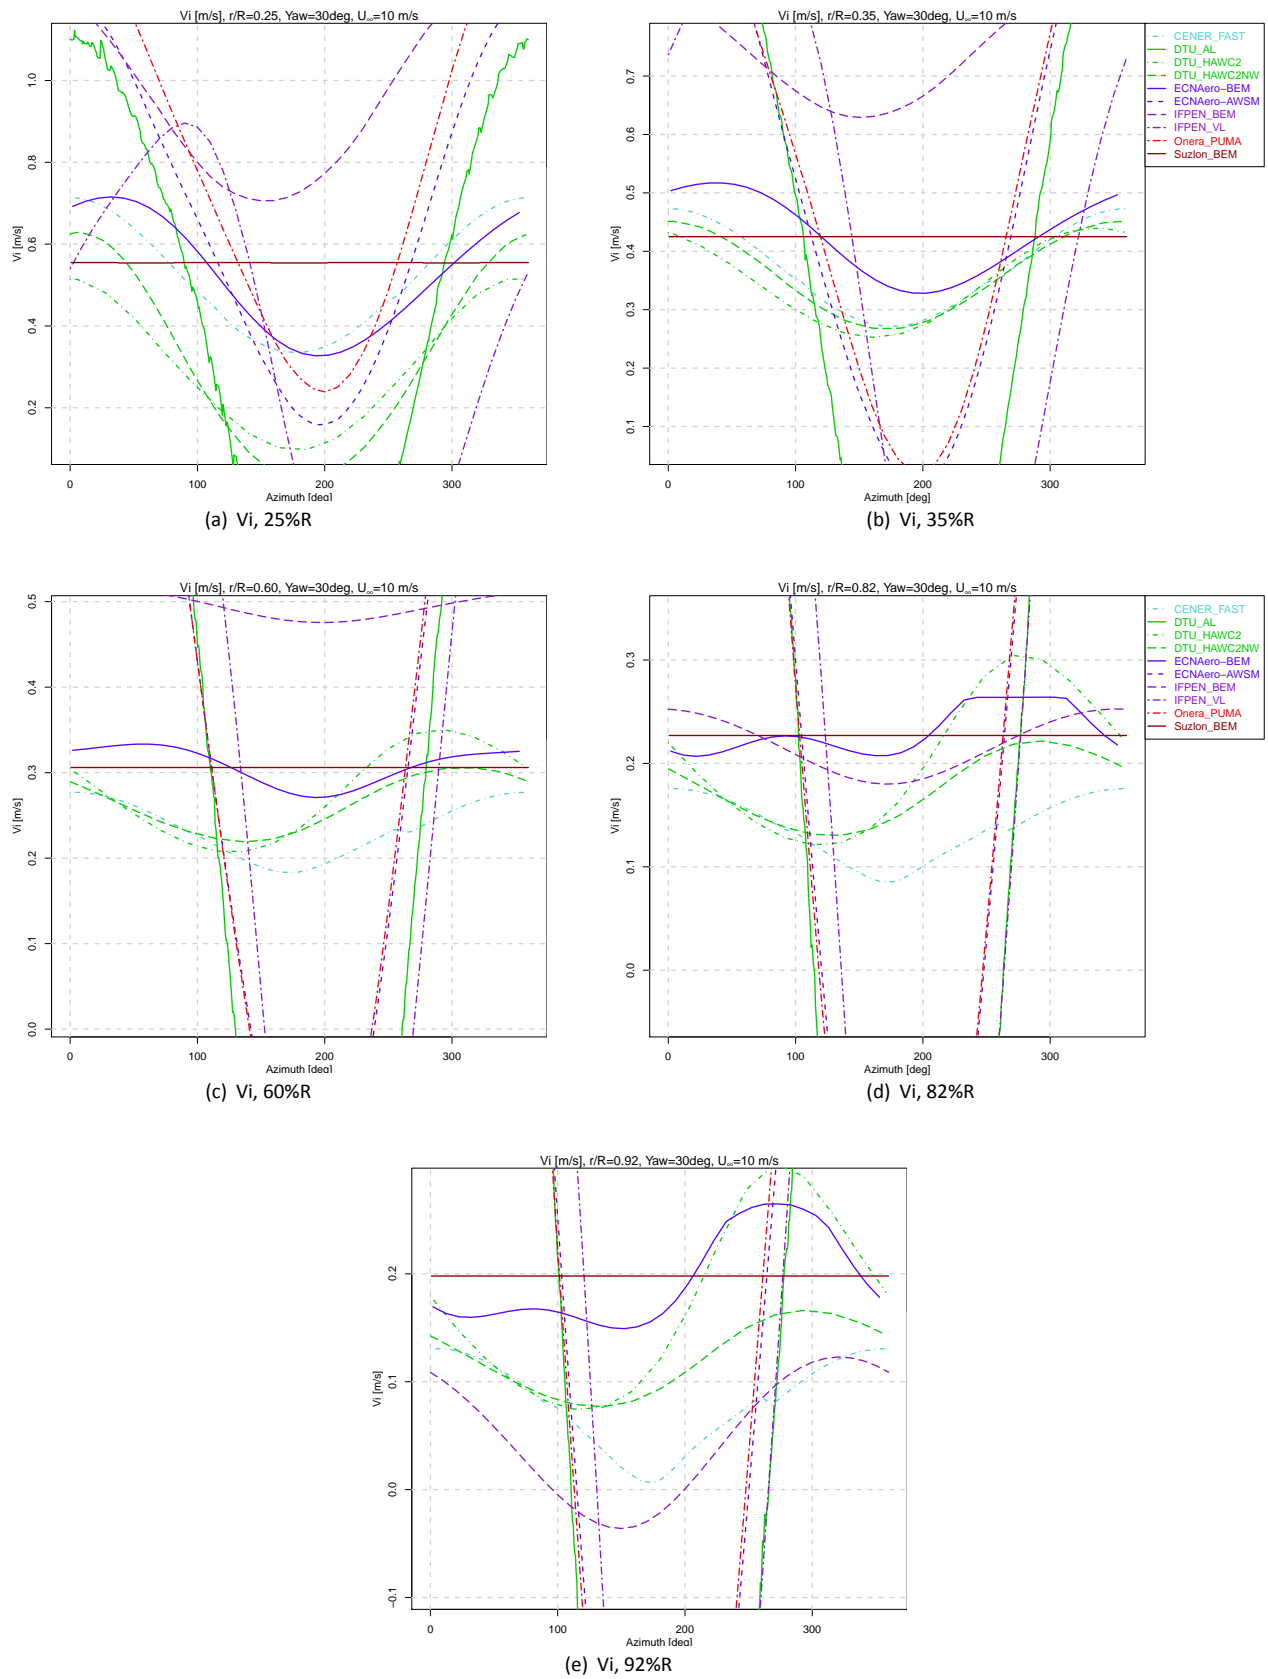 Vi [m/s], r/R=0.25, Yaw=30deg, U∞=10 m/s
Vi [m/s]
0.2
0.4
0.6
0.8
1.0
0
100
200
300
Azimuth [deg]
(a) Vi, 25%R
Vi [m/s], r/R=0.35, Yaw=30deg, U∞=10 m/s
Vi [m/s]
0.1
0.2
0.3
0.4
0.5
0.6
0.7
0
100
200
300
Azimuth [deg]
(b) Vi, 35%R
CENER_FAST
DTU_AL
DTU_HAWC2
DTU_HAWC2NW
ECNAero−BEM
ECNAero−AWSM
IFPEN_BEM
IFPEN_VL
Onera_PUMA
Suzlon_BEM
Vi [m/s], r/R=0.60, Yaw=30deg, U∞=10 m/s
Vi [m/s]
0.0
0.1
0.2
0.3
0.4
0.5
0
100
200
300
Azimuth [deg]
(c) Vi, 60%R
Vi [m/s], r/R=0.82, Yaw=30deg, U∞=10 m/s
Vi [m/s]
0.0
0.1
0.2
0.3
0
100
200
300
Azimuth [deg]
(d) Vi, 82%R
CENER_FAST
DTU_AL
DTU_HAWC2
DTU_HAWC2NW
ECNAero−BEM
ECNAero−AWSM
IFPEN_BEM
IFPEN_VL
Onera_PUMA
Suzlon_BEM
Vi [m/s], r/R=0.92, Yaw=30deg, U∞=10 m/s
Vi [m/s]
−0.1
0.0
0.1
0.2
0
100
200
300
Azimuth [deg]
(e) Vi, 92%R